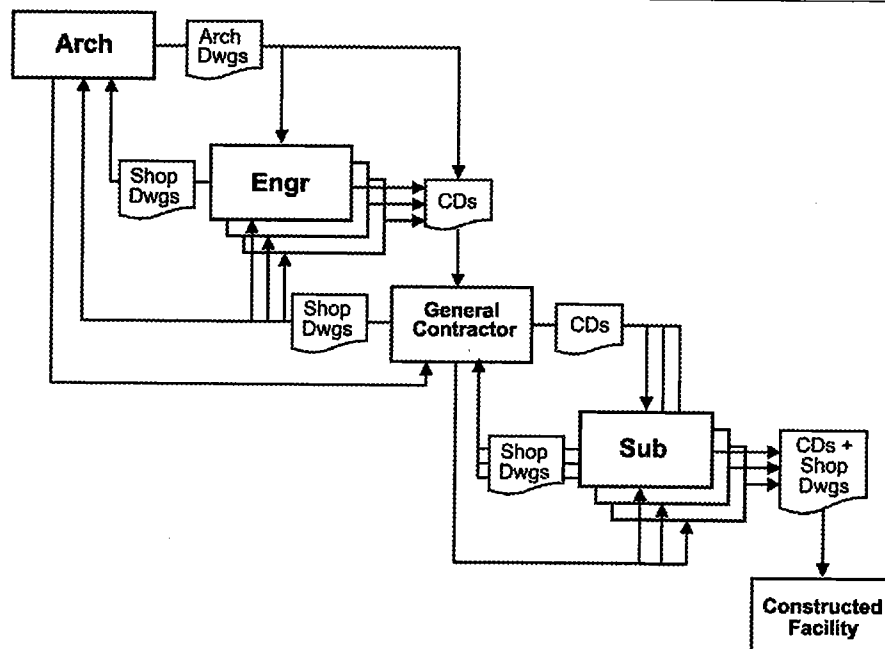 Arch
Arch
Dwgs
Shop
Dwgs
Engr
CDs
Shop
Dwgs
General
Contractor
CDs
Shop
Dwgs
Sub
CDs +
Shop
Dwgs
Constructed
Facility